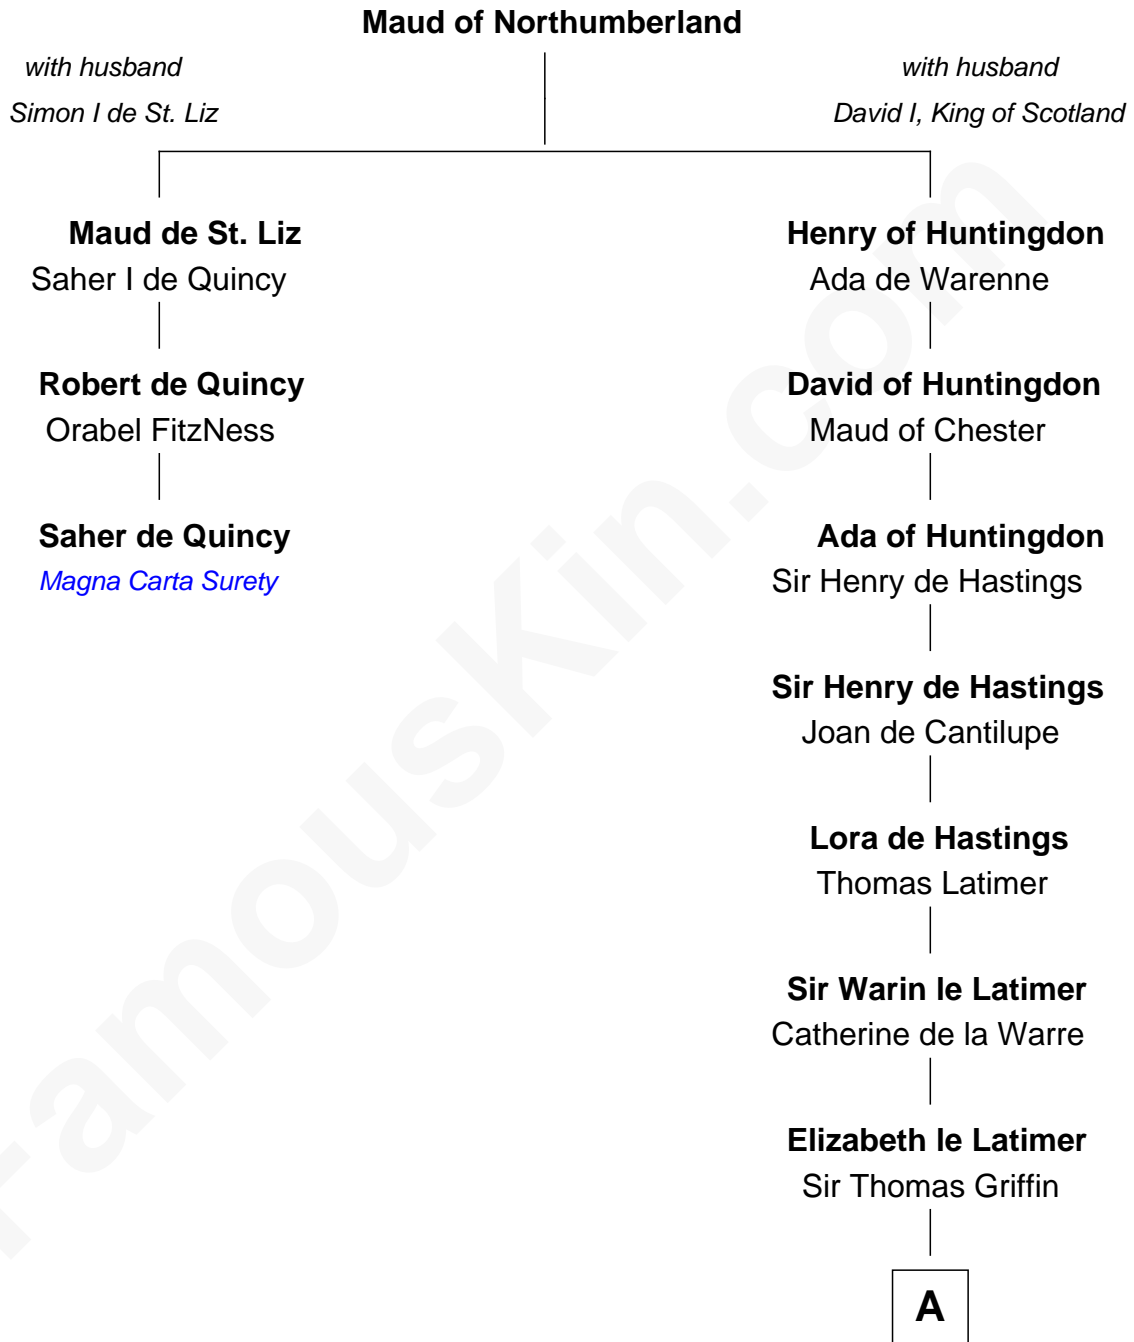 Maud of Northumberland
with husband
Simon I de St. Liz
with husband
David I, King of Scotland
Maud de St. Liz
Saher I de Quincy
Robert de Quincy
Orabel FitzNess
Saher de Quincy
Magna Carta Surety
Henry of Huntingdon
Ada de Warenne
David of Huntingdon
Maud of Chester
Ada of Huntingdon
Sir Henry de Hastings
Sir Henry de Hastings
Joan de Cantilupe
Lora de Hastings
Thomas Latimer
Sir Warin le Latimer
Catherine de la Warre
Elizabeth le Latimer
Sir Thomas Griffin
A
FamousKin.com